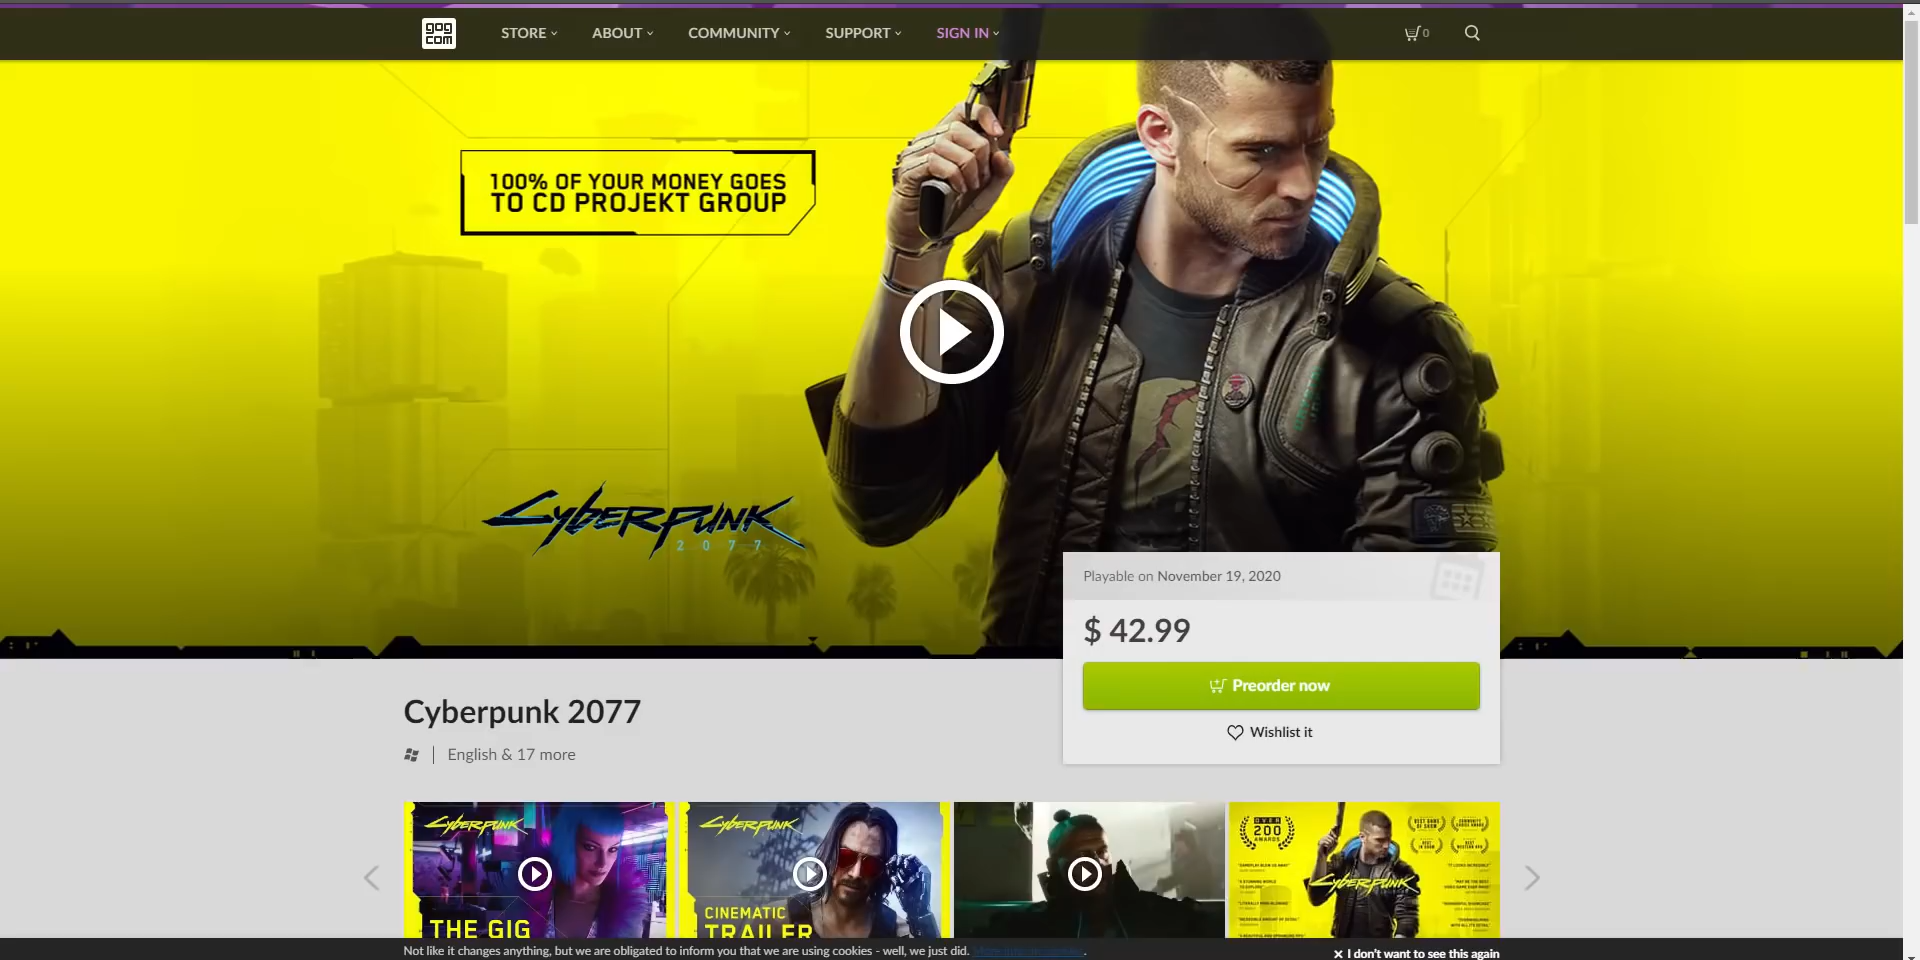 gog
com
STORE
ABOUT
COMMUNITY
SUPPORT
SIGN IN
0
100% OF YOUR MONEY GOES
TO CD PROJEKT GROUP
CYBERPUNK
2077
Playable on November 19, 2020
$ 42.99
Preorder now
Wishlist it
Cyberpunk 2077
English & 17 more
CYBERPUNK
THE GIG
CYBERPUNK
CINEMATIC
TRAILER
OVER
200
AWARDS
CYBERPUNK
Not like it changes anything, but we are obligated to inform you that we are using cookies - well, we just did.
I don't want to see this again